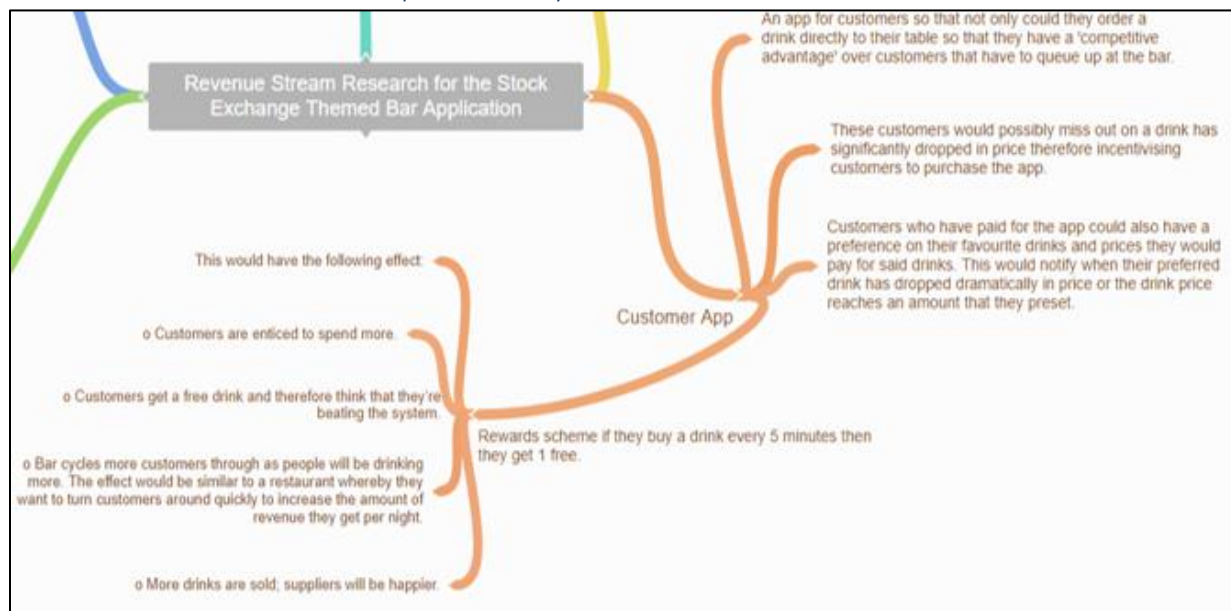 Revenue Stream Research for the Stock
Exchange Themed Bar Application
An app for customers so that not only could they order a
drink directly to their table so that they have a 'competitive
advantage' over customers that have to queue up at the bar.
These customers would possibly miss out on a drink has
significantly dropped in price therefore incentivising
customers to purchase the app.
Customers who have paid for the app could also have a
preference on their favourite drinks and prices they would
pay for said drinks. This would notify when their preferred
drink has dropped dramatically in price or the drink price
reaches an amount that they preset.
Customer App
Rewards scheme if they buy a drink every 5 minutes then
they get 1 free.
This would have the following effect:
o Customers are enticed to spend more.
o Customers get a free drink and therefore think that they're
beating the system.
o Bar cycles more customers through as people will be drinking
more. The effect would be similar to a restaurant whereby they
want to turn customers around quickly to increase the amount of
revenue they get per night.
o More drinks are sold; suppliers will be happier.